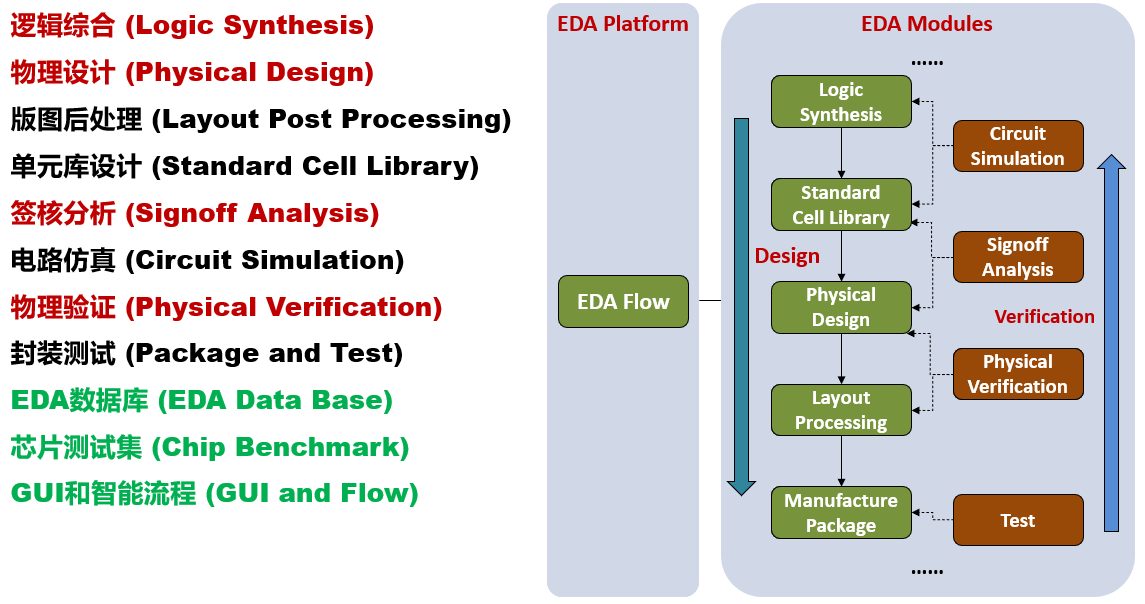 逻辑综合 (Logic Synthesis)
物理设计 (Physical Design)
版图后处理 (Layout Post Processing)
单元库设计 (Standard Cell Library)
签核分析 (Signoff Analysis)
电路仿真 (Circuit Simulation)
物理验证 (Physical Verification)
封装测试 (Package and Test)
EDA数据库 (EDA Data Base)
芯片测试集 (Chip Benchmark)
GUI和智能流程 (GUI and Flow)
EDA Platform
EDA Flow
EDA Modules
......
Logic
Synthesis
Circuit
Simulation
Standard
Cell Library
Design
Signoff
Analysis
Physical
Design
Verification
Physical
Verification
Layout
Processing
Manufacture
Package
Test
......